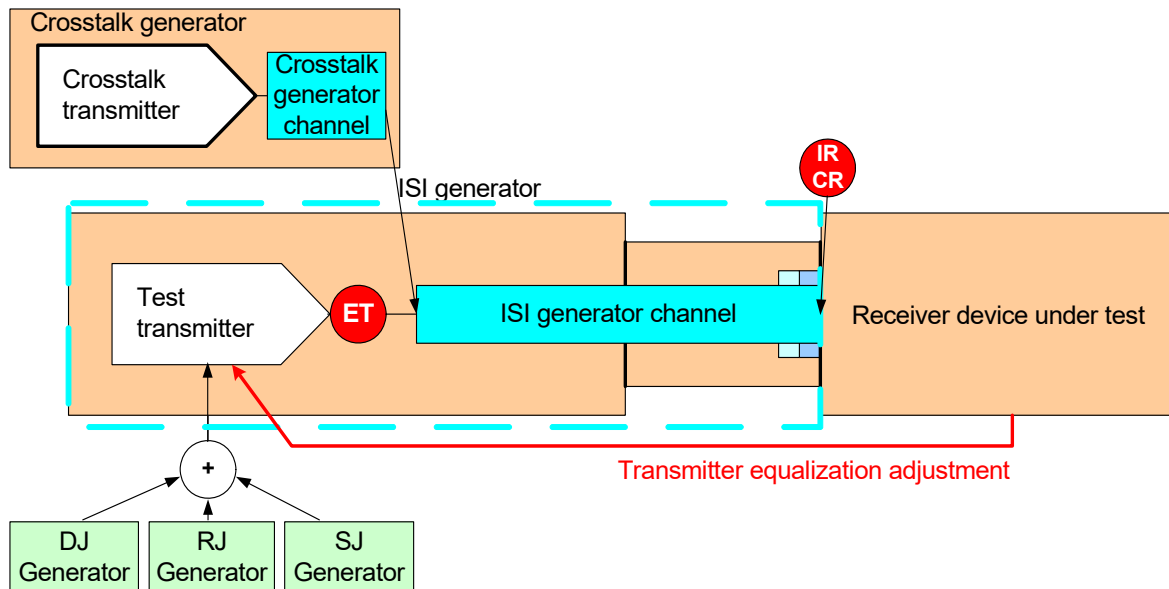 Crosstalk generator
Crosstalk
transmitter
Crosstalk
generator
channel
IR
CR
ISI generator
Test
transmitter
ET
ISI generator channel
Receiver device under test
+
Transmitter equalization adjustment
DJ
Generator
RJ
Generator
SJ
Generator